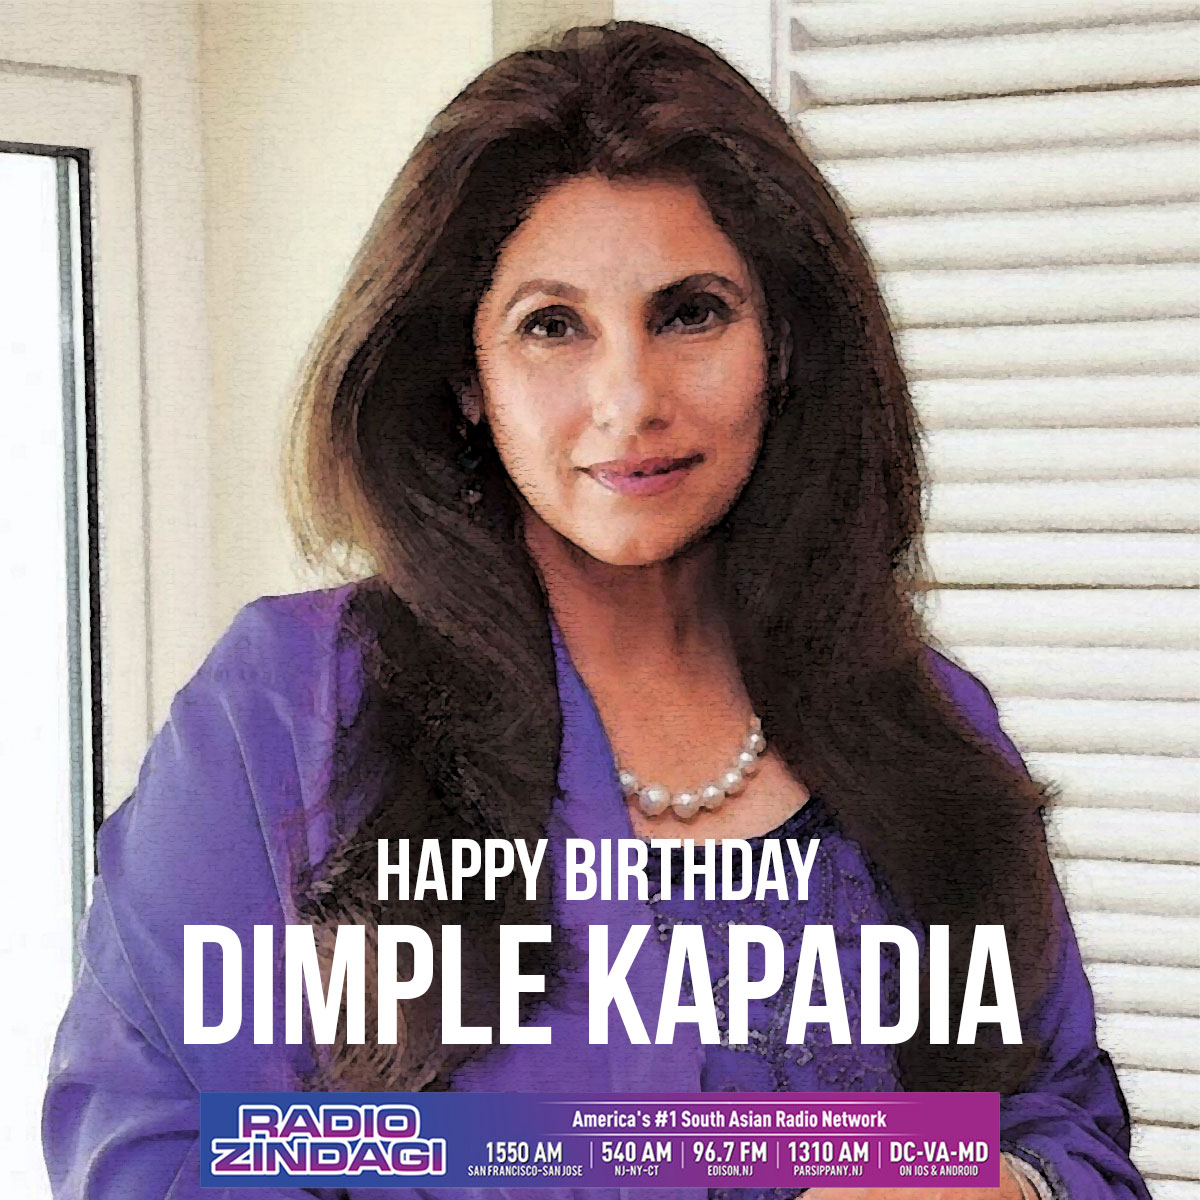 HAPPY BIRTHDAY
DIMPLE KAPADIA
RADIO
ZINDAGI
America's #1 South Asian Radio Network
1550 AM | 540 AM | 96.7 FM | 1310 AM | DC-VA-MD
SAN FRANCISCO-SAN JOSE | NJ-NY-CT | EDISON, NJ | PARSIPPANY, NJ | ON IOS & ANDROID